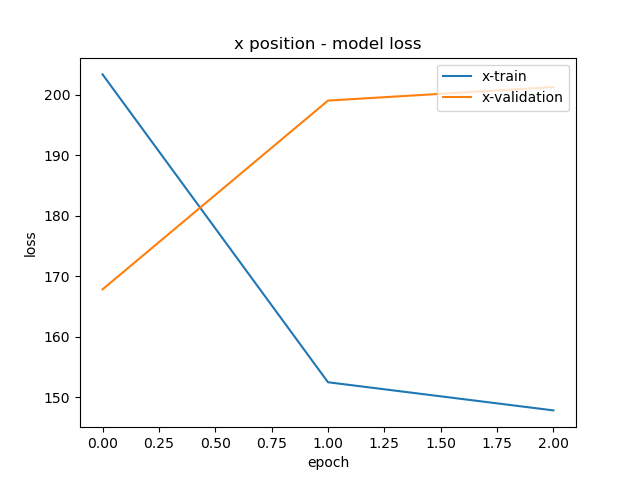 x position - model loss
x-train
x-validation
loss
200
190
180
170
160
150
0.00 0.25 0.50 0.75 1.00 1.25 1.50 1.75 2.00
epoch